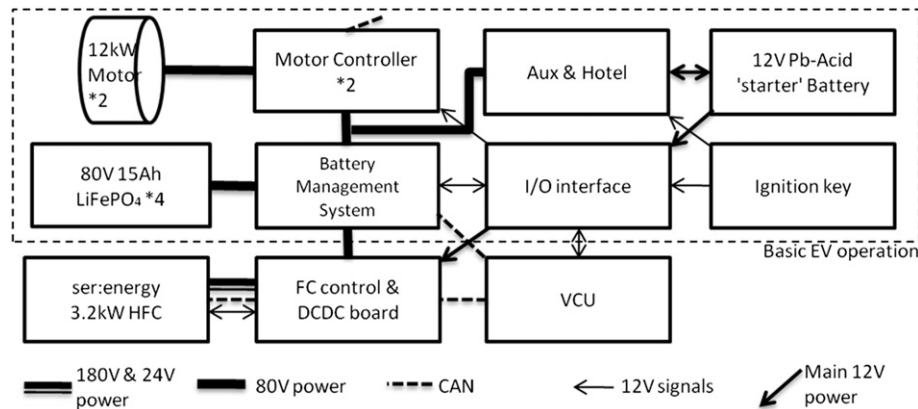 12kW
Motor
*2
Motor Controller
*2
Aux & Hotel
12V Pb-Acid
'starter' Battery
80V 15Ah
LiFePO₄ *4
Battery
Management
System
I/O interface
Ignition key
Basic EV operation
ser:energy
3.2kW HFC
FC control &
DCDC board
VCU
180V & 24V
power
80V power
CAN
12V signals
Main 12V
power